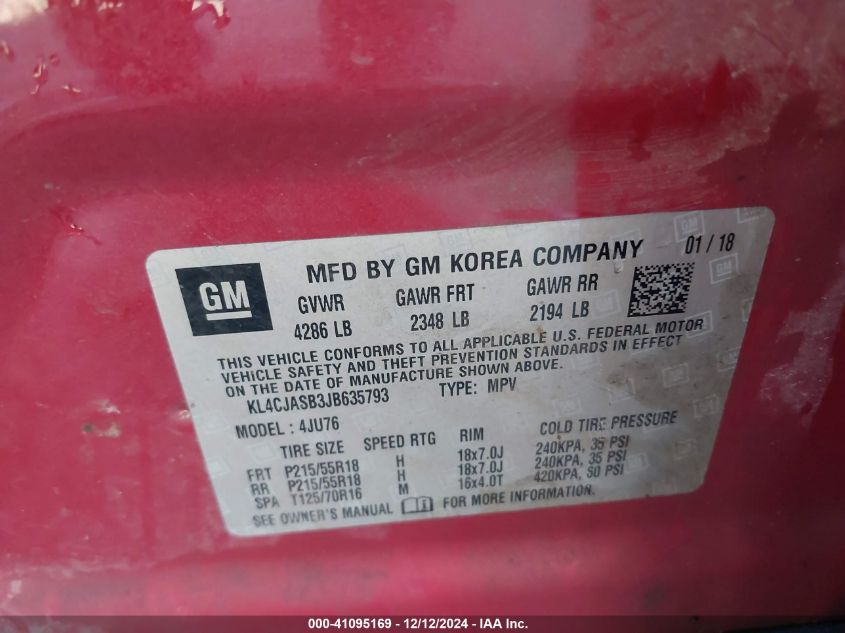 GM
MFD BY GM KOREA COMPANY 01 / 18
GVWR GAWR FRT GAWR RR
4286 LB 2348 LB 2194 LB
THIS VEHICLE CONFORMS TO ALL APPLICABLE U.S. FEDERAL MOTOR
VEHICLE SAFETY AND THEFT PREVENTION STANDARDS IN EFFECT
ON THE DATE OF MANUFACTURE SHOWN ABOVE.
KL4CJASB3JB635793 TYPE: MPV
MODEL : 4JU76
TIRE SIZE SPEED RTG RIM COLD TIRE PRESSURE
FRT P215/55R18 H 18x7.0J 240KPA, 35 PSI
RR P215/55R18 H 18x7.0J 240KPA, 35 PSI
SPA T125/70R16 M 16x4.0T 420KPA, 60 PSI
SEE OWNER'S MANUAL FOR MORE INFORMATION.
000-41095169 - 12/12/2024 - IAA Inc.